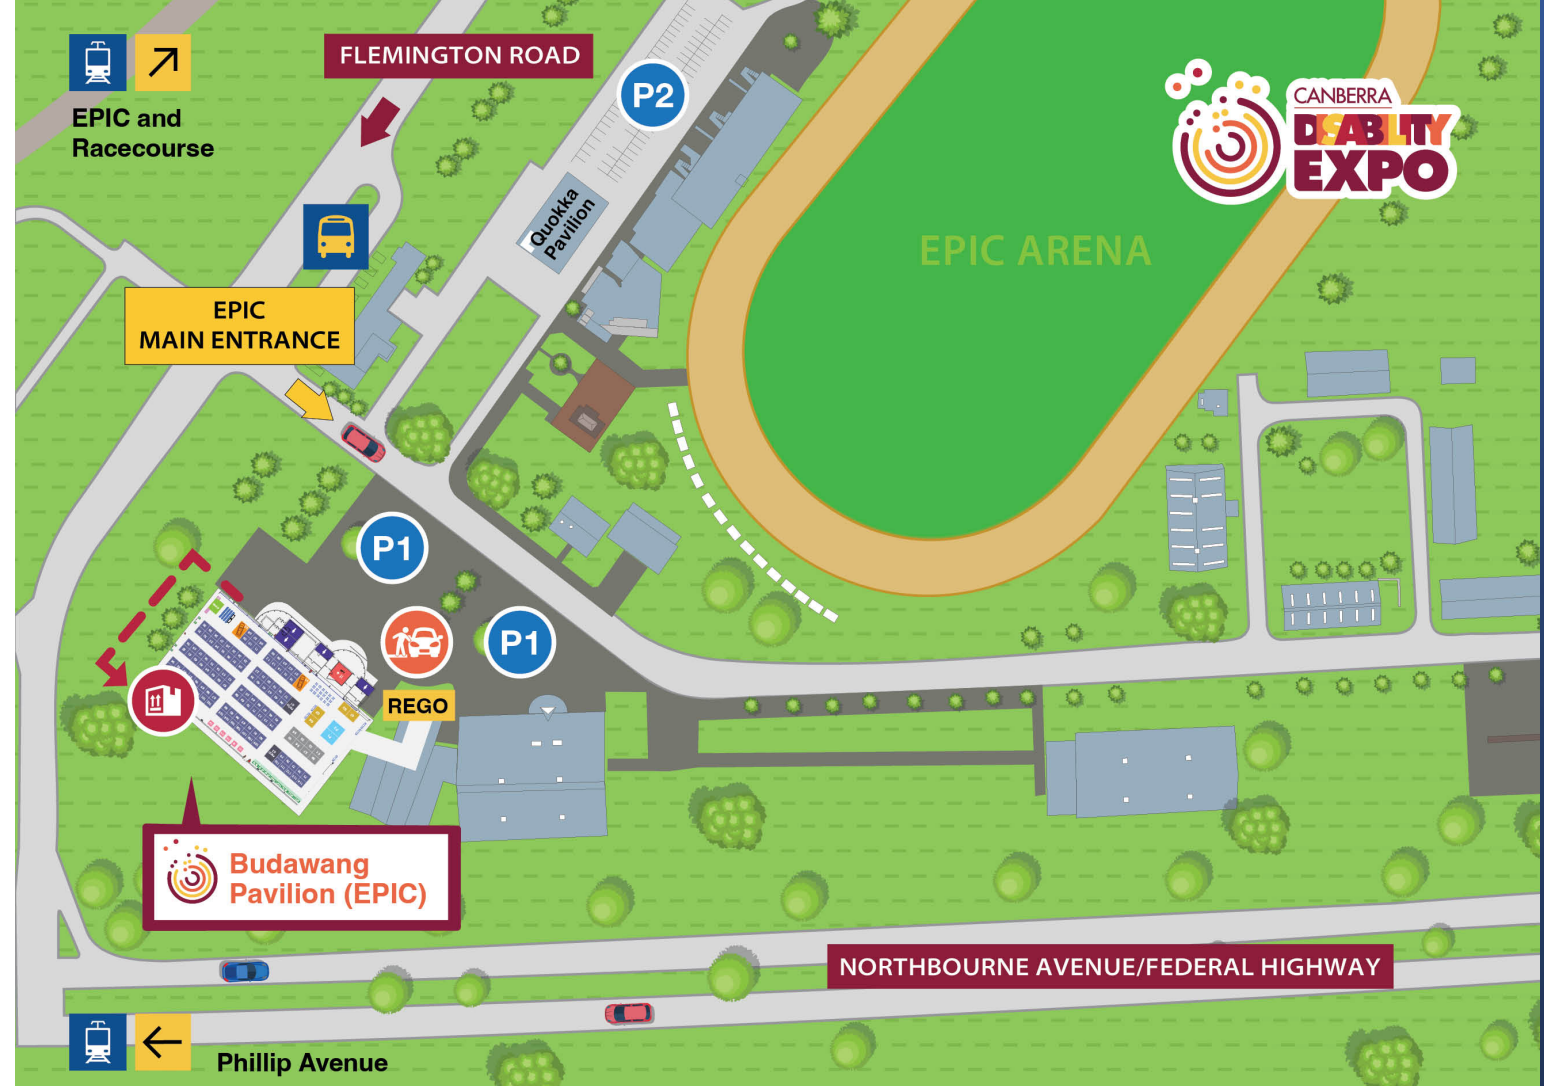 FLEMINGTON ROAD
P2
EPIC and
Racecourse
CANBERRA
DISABILITY
EXPO
Quokka
Pavilion
EPIC ARENA
EPIC
MAIN ENTRANCE
P1
P1
REGO
Budawang
Pavilion (EPIC)
NORTHBOURNE AVENUE/FEDERAL HIGHWAY
Phillip Avenue